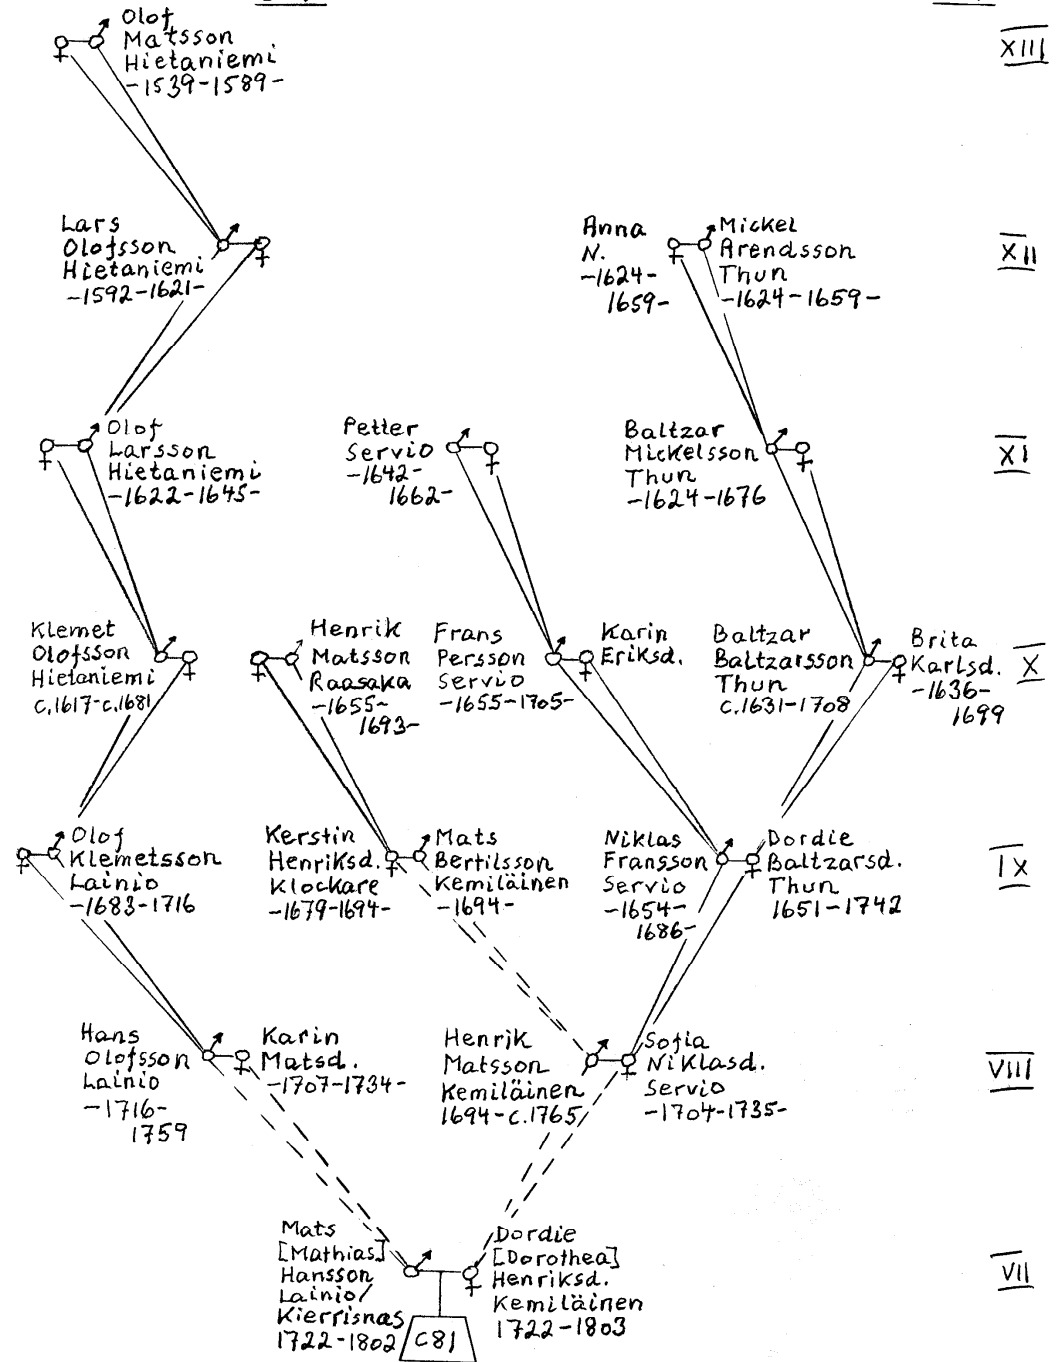 Olof
Matsson
Hietaniemi
-1539-1589-
XIII
Lars
Olofsson
Hietaniemi
-1592-1621-
Anna
N.
-1624-
1659-
Mickel
Arendsson
Thun
-1624-1659-
XII
Olof
Larsson
Hietaniemi
-1622-1645-
Petter
Servio
-1642-
1662-
Baltzar
Mickelsson
Thun
-1624-1676
XI
Klemet
Olofsson
Hietaniemi
c.1617-c.1681
Henrik
Matsson
Raasaka
-1655-
1693-
Frans
Persson
Servio
-1655-1705-
Karin
Eriksd.
Baltzar
Baltzarsson
Thun
c.1631-1708
Brita
Karlsd.
-1636-
1699
X
Olof
Klemetsson
Lainio
-1683-1716
Kerstin
Henriksd.
Klockare
-1679-1694-
Mats
Bertilsson
Kemiläinen
-1694-
Niklas
Fransson
Servio
-1654-
1686-
Dordie
Baltzarsd.
Thun
1651-1742
IX
Hans
Olofsson
Lainio
-1716-
1759
Karin
Matsd.
-1707-1734-
Henrik
Matsson
Kemiläinen
1694-c.1765
Sofia
Niklasd.
Servio
-1704-1735-
VIII
Mats
[Mathias]
Hansson
Lainio/
Kierrisnas
1722-1802
C81
Dordie
[Dorothea]
Henriksd.
Kemiläinen
1722-1803
VII